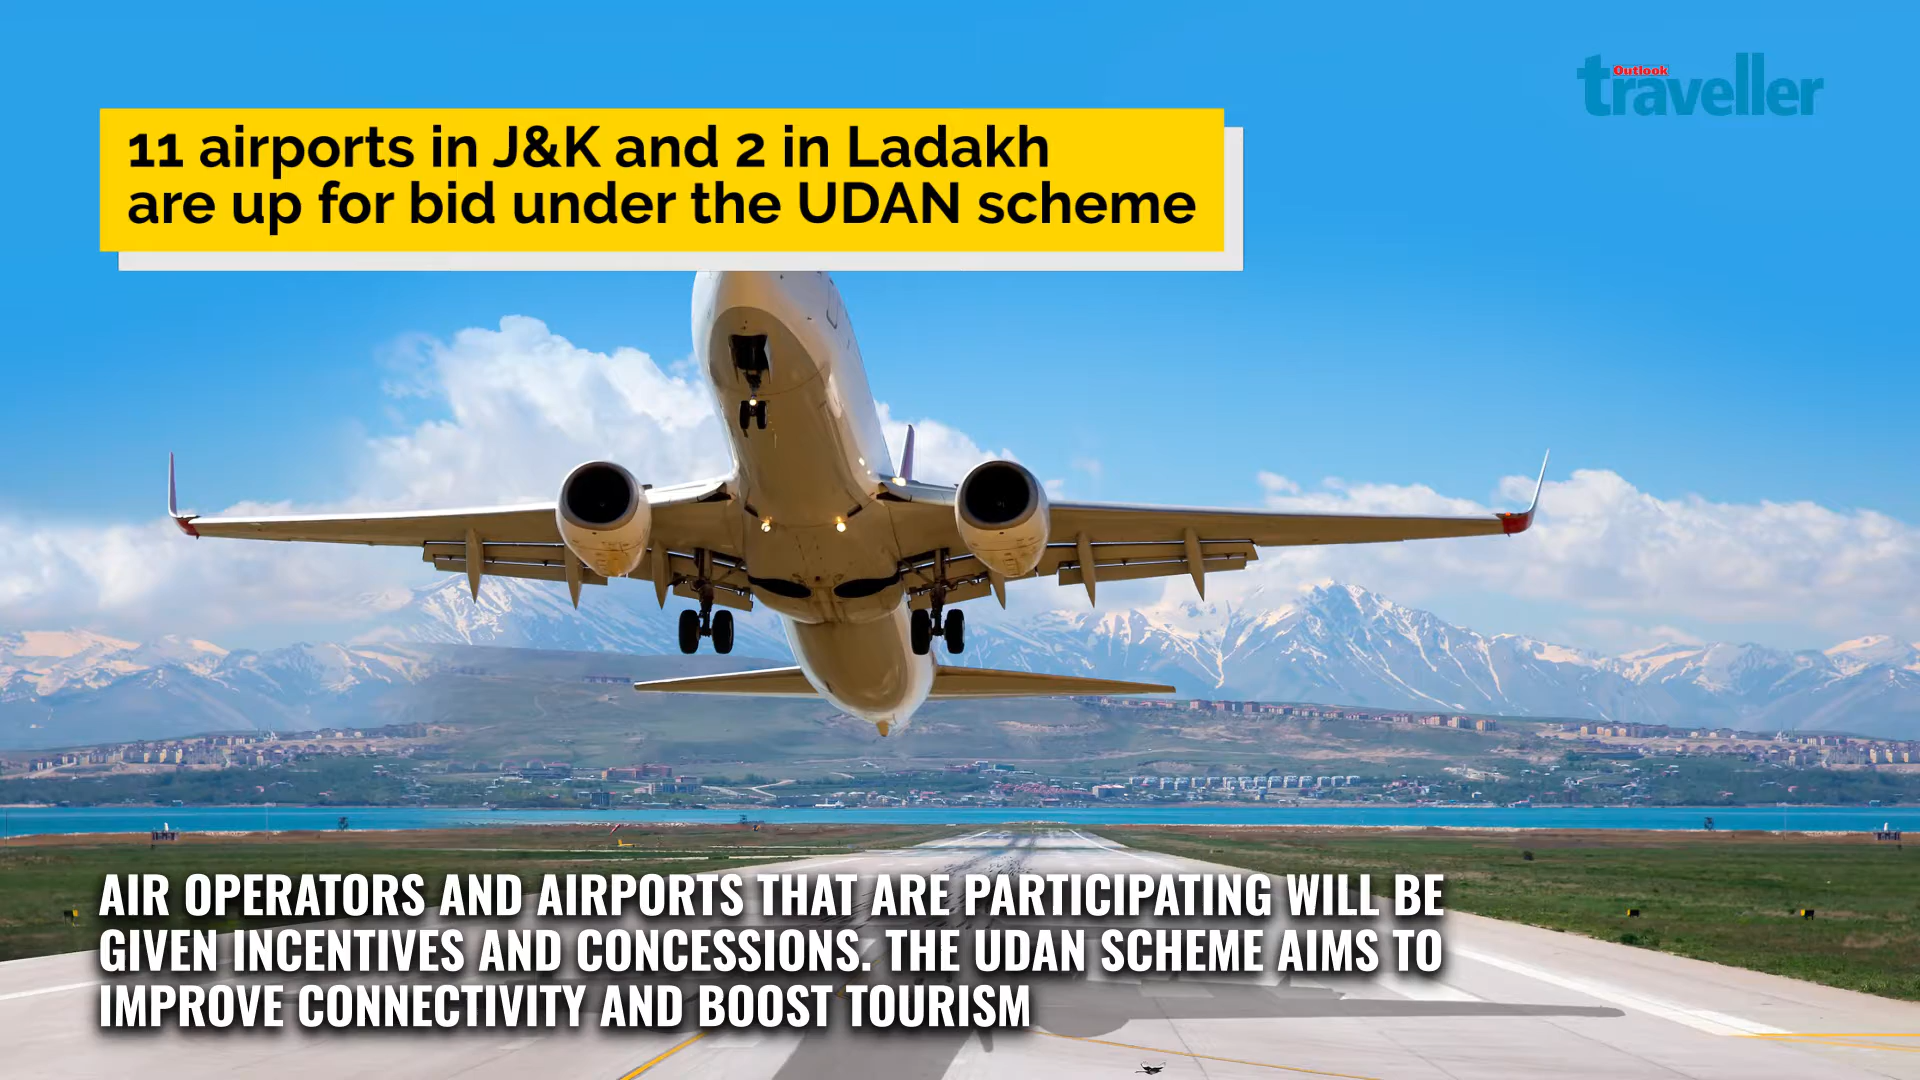 Outlook
traveller
11 airports in J&K and 2 in Ladakh
are up for bid under the UDAN scheme
AIR OPERATORS AND AIRPORTS THAT ARE PARTICIPATING WILL BE
GIVEN INCENTIVES AND CONCESSIONS. THE UDAN SCHEME AIMS TO
IMPROVE CONNECTIVITY AND BOOST TOURISM